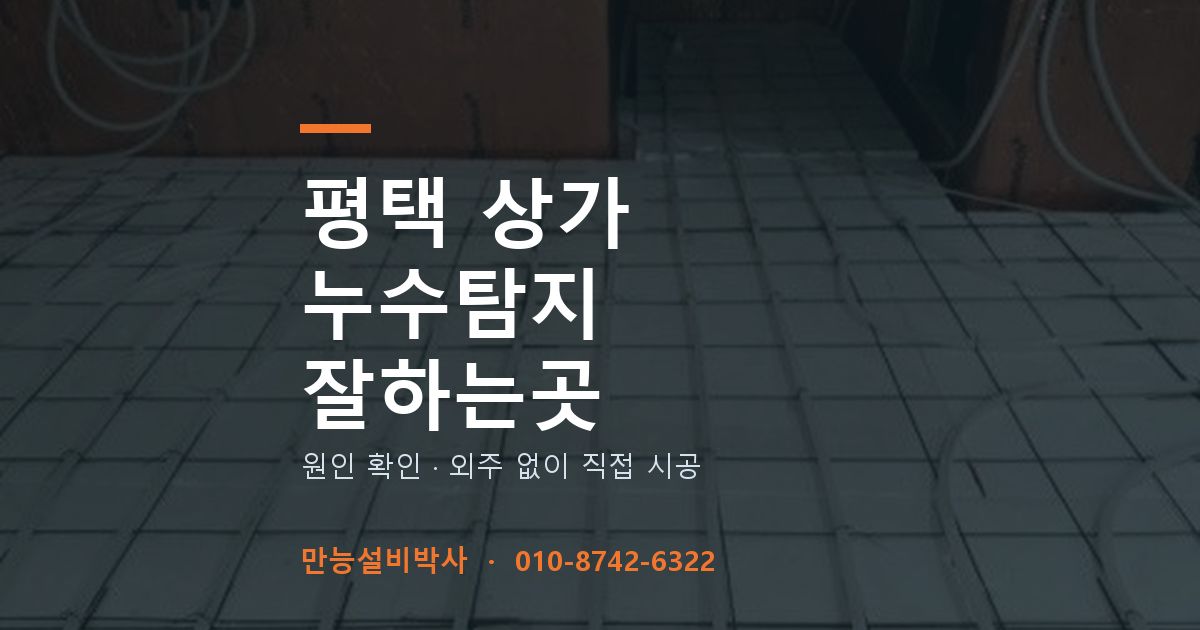 평택 상가
누수탐지
잘하는곳
원인 확인 · 외주 없이 직접 시공
만능설비박사 · 010-8742-6322